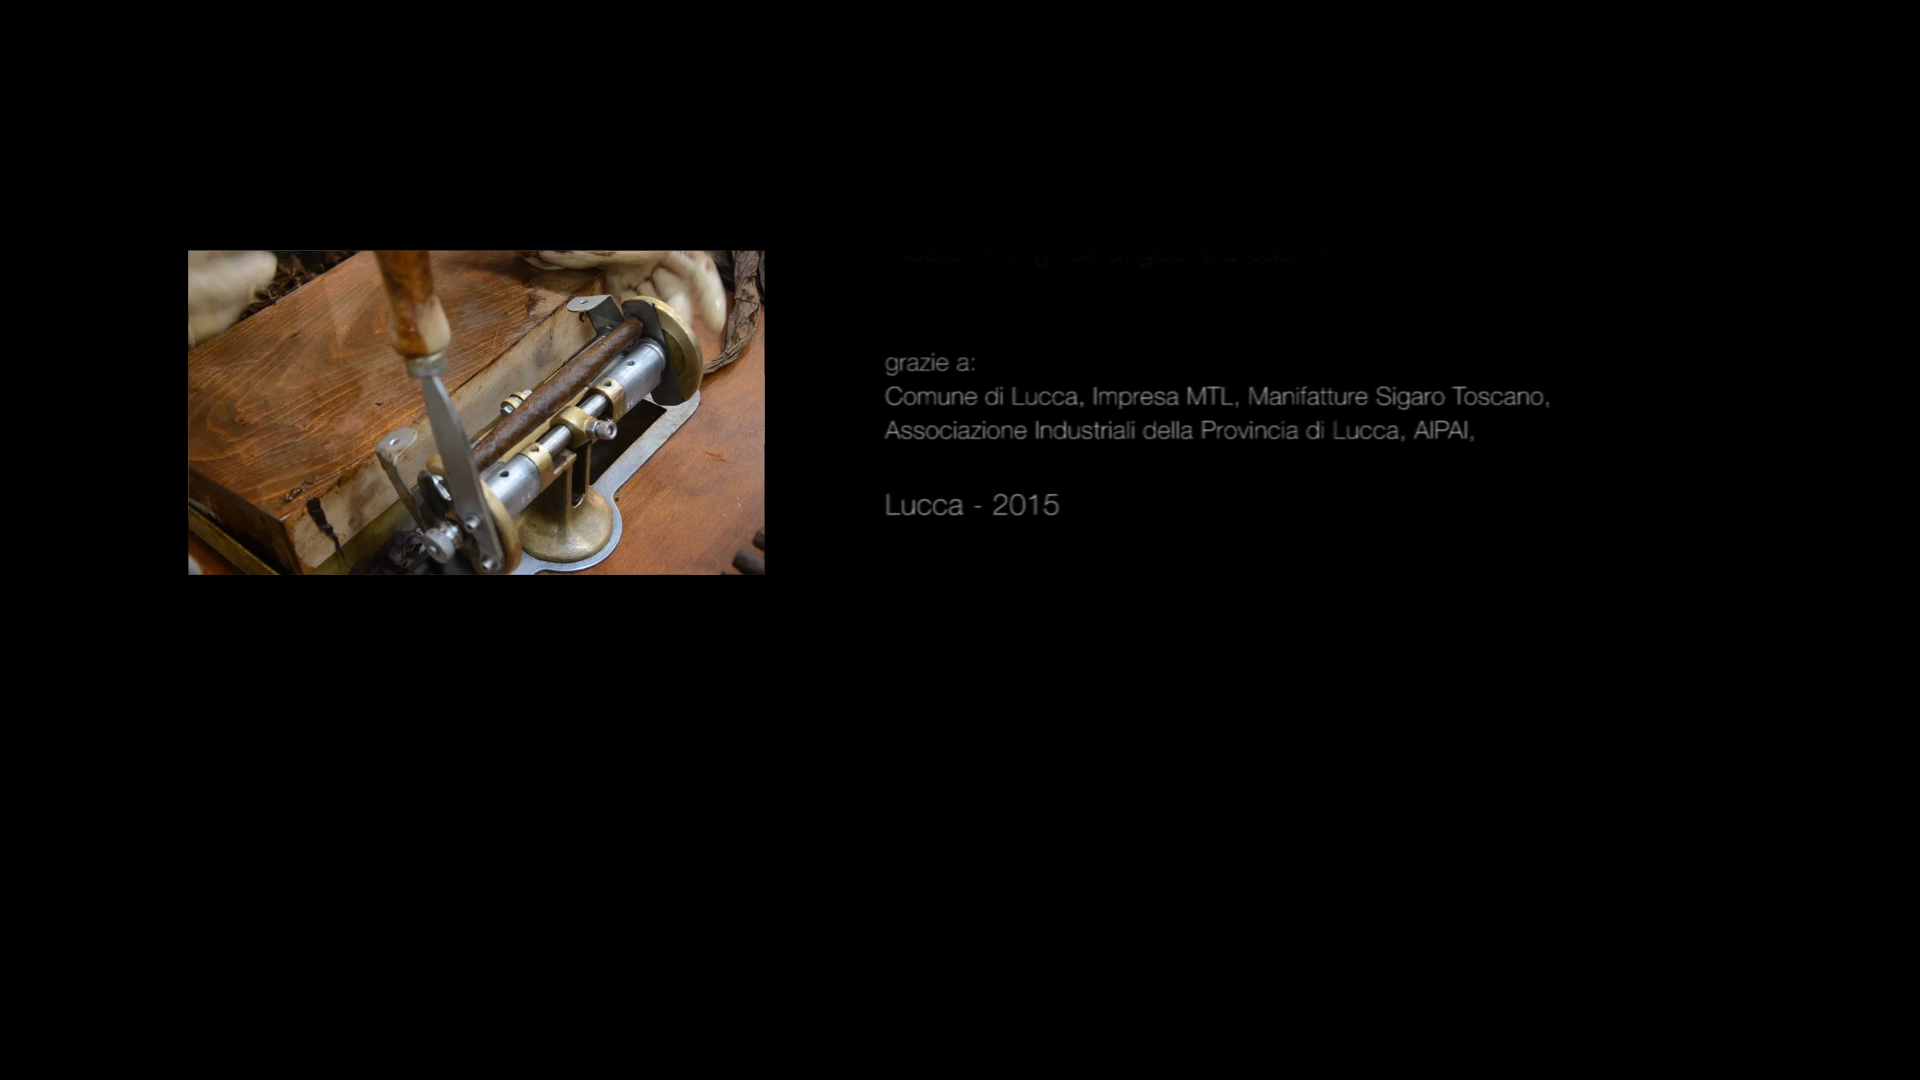 grazie a:
Comune di Lucca, Impresa MTL, Manifatture Sigaro Toscano,
Associazione Industriali della Provincia di Lucca, AIPAI,
Lucca - 2015